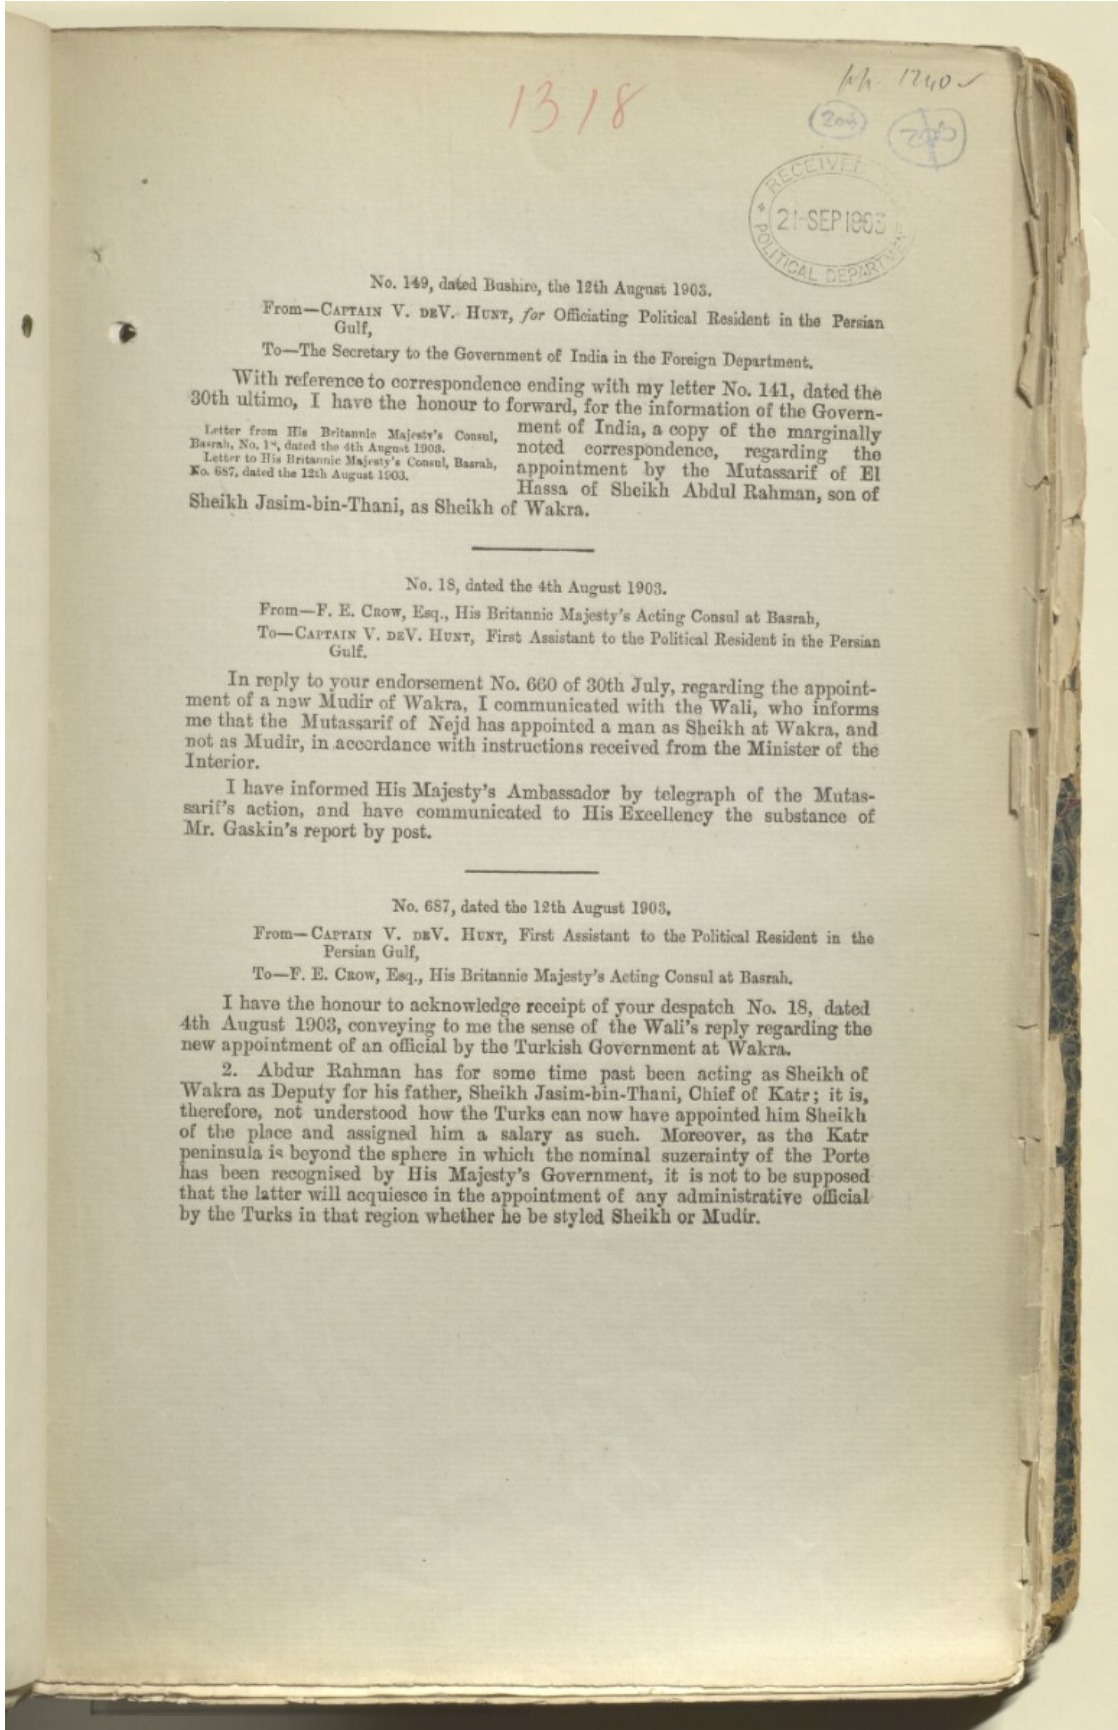 1318
1240
204
RECEIVED
21 SEP 1903
POLITICAL DEPARTMENT
No. 149, dated Bushire, the 12th August 1903.
From—CAPTAIN V. DEV. HUNT, for Officiating Political Resident in the Persian
Gulf,
To—The Secretary to the Government of India in the Foreign Department.
With reference to correspondence ending with my letter No. 141, dated the
30th ultimo, I have the honour to forward, for the information of the Govern-
Letter from His Britannic Majesty's Consul,
Basrah, No. 18, dated the 4th August 1903.
Letter to His Britannic Majesty's Consul, Basrah,
No. 687, dated the 12th August 1903.
ment of India, a copy of the marginally
noted correspondence, regarding the
appointment by the Mutassarif of El
Hassa of Sheikh Abdul Rahman, son of
Sheikh Jasim-bin-Thani, as Sheikh of Wakra.
No. 18, dated the 4th August 1903.
From—F. E. CROW, Esq., His Britannic Majesty's Acting Consul at Basrah,
To—CAPTAIN V. DEV. HUNT, First Assistant to the Political Resident in the Persian
Gulf.
In reply to your endorsement No. 660 of 30th July, regarding the appoint-
ment of a new Mudir of Wakra, I communicated with the Wali, who informs
me that the Mutassarif of Nejd has appointed a man as Sheikh at Wakra, and
not as Mudir, in accordance with instructions received from the Minister of the
Interior.
I have informed His Majesty's Ambassador by telegraph of the Mutas-
sarif's action, and have communicated to His Excellency the substance of
Mr. Gaskin's report by post.
No. 687, dated the 12th August 1903.
From—CAPTAIN V. DEV. HUNT, First Assistant to the Political Resident in the
Persian Gulf,
To—F. E. CROW, Esq., His Britannic Majesty's Acting Consul at Basrah.
I have the honour to acknowledge receipt of your despatch No. 18, dated
4th August 1903, conveying to me the sense of the Wali's reply regarding the
new appointment of an official by the Turkish Government at Wakra.
2. Abdur Rahman has for some time past been acting as Sheikh of
Wakra as Deputy for his father, Sheikh Jasim-bin-Thani, Chief of Katr; it is,
therefore, not understood how the Turks can now have appointed him Sheikh
of the place and assigned him a salary as such. Moreover, as the Katr
peninsula is beyond the sphere in which the nominal suzerainty of the Porte
has been recognised by His Majesty's Government, it is not to be supposed
that the latter will acquiesce in the appointment of any administrative official
by the Turks in that region whether he be styled Sheikh or Mudir.